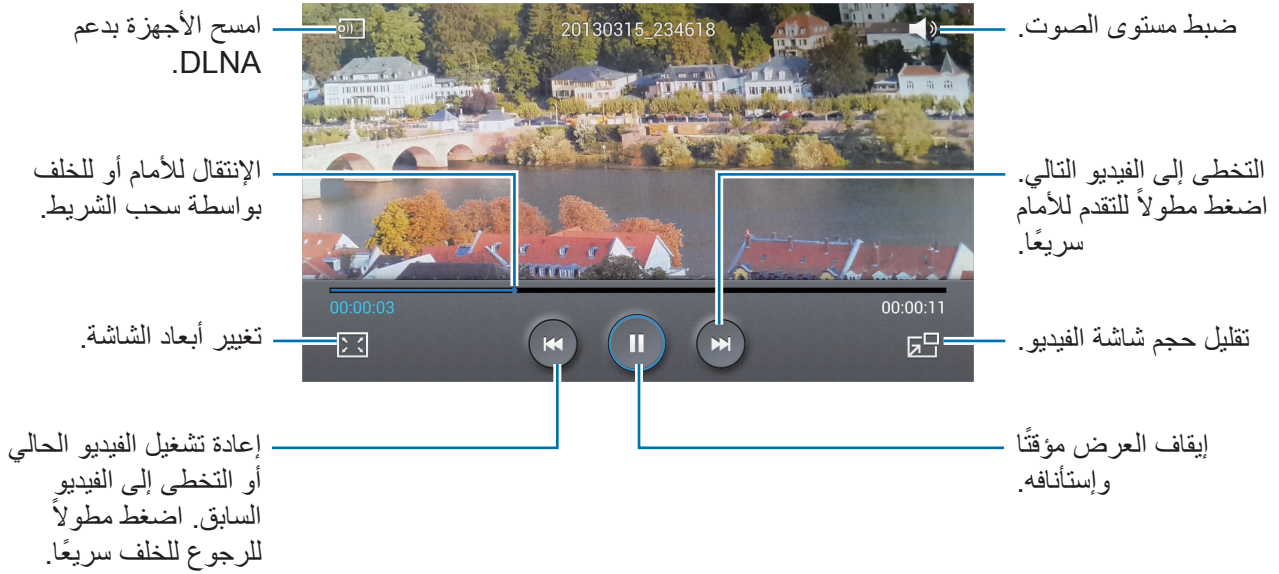 امسح الأجهزة بدعم
DLNA.
20130315_234618
ضبط مستوى الصوت.
الإنتقال للأمام أو للخلف
بواسطة سحب الشريط.
التخطى إلى الفيديو التالي.
اضغط مطولاً للتقدم للأمام
سريعًا.
00:00:03
00:00:11
تغيير أبعاد الشاشة.
تقليل حجم شاشة الفيديو.
إعادة تشغيل الفيديو الحالي
أو التخطى إلى الفيديو
السابق. اضغط مطولاً
للرجوع للخلف سريعًا.
إيقاف العرض مؤقتًا
وإستأنافه.